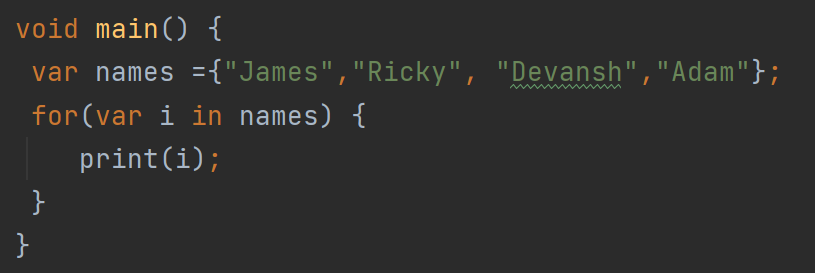 void main() {
 var names ={"James","Ricky", "Devansh","Adam"};
 for(var i in names) {
    print(i);
 }
}